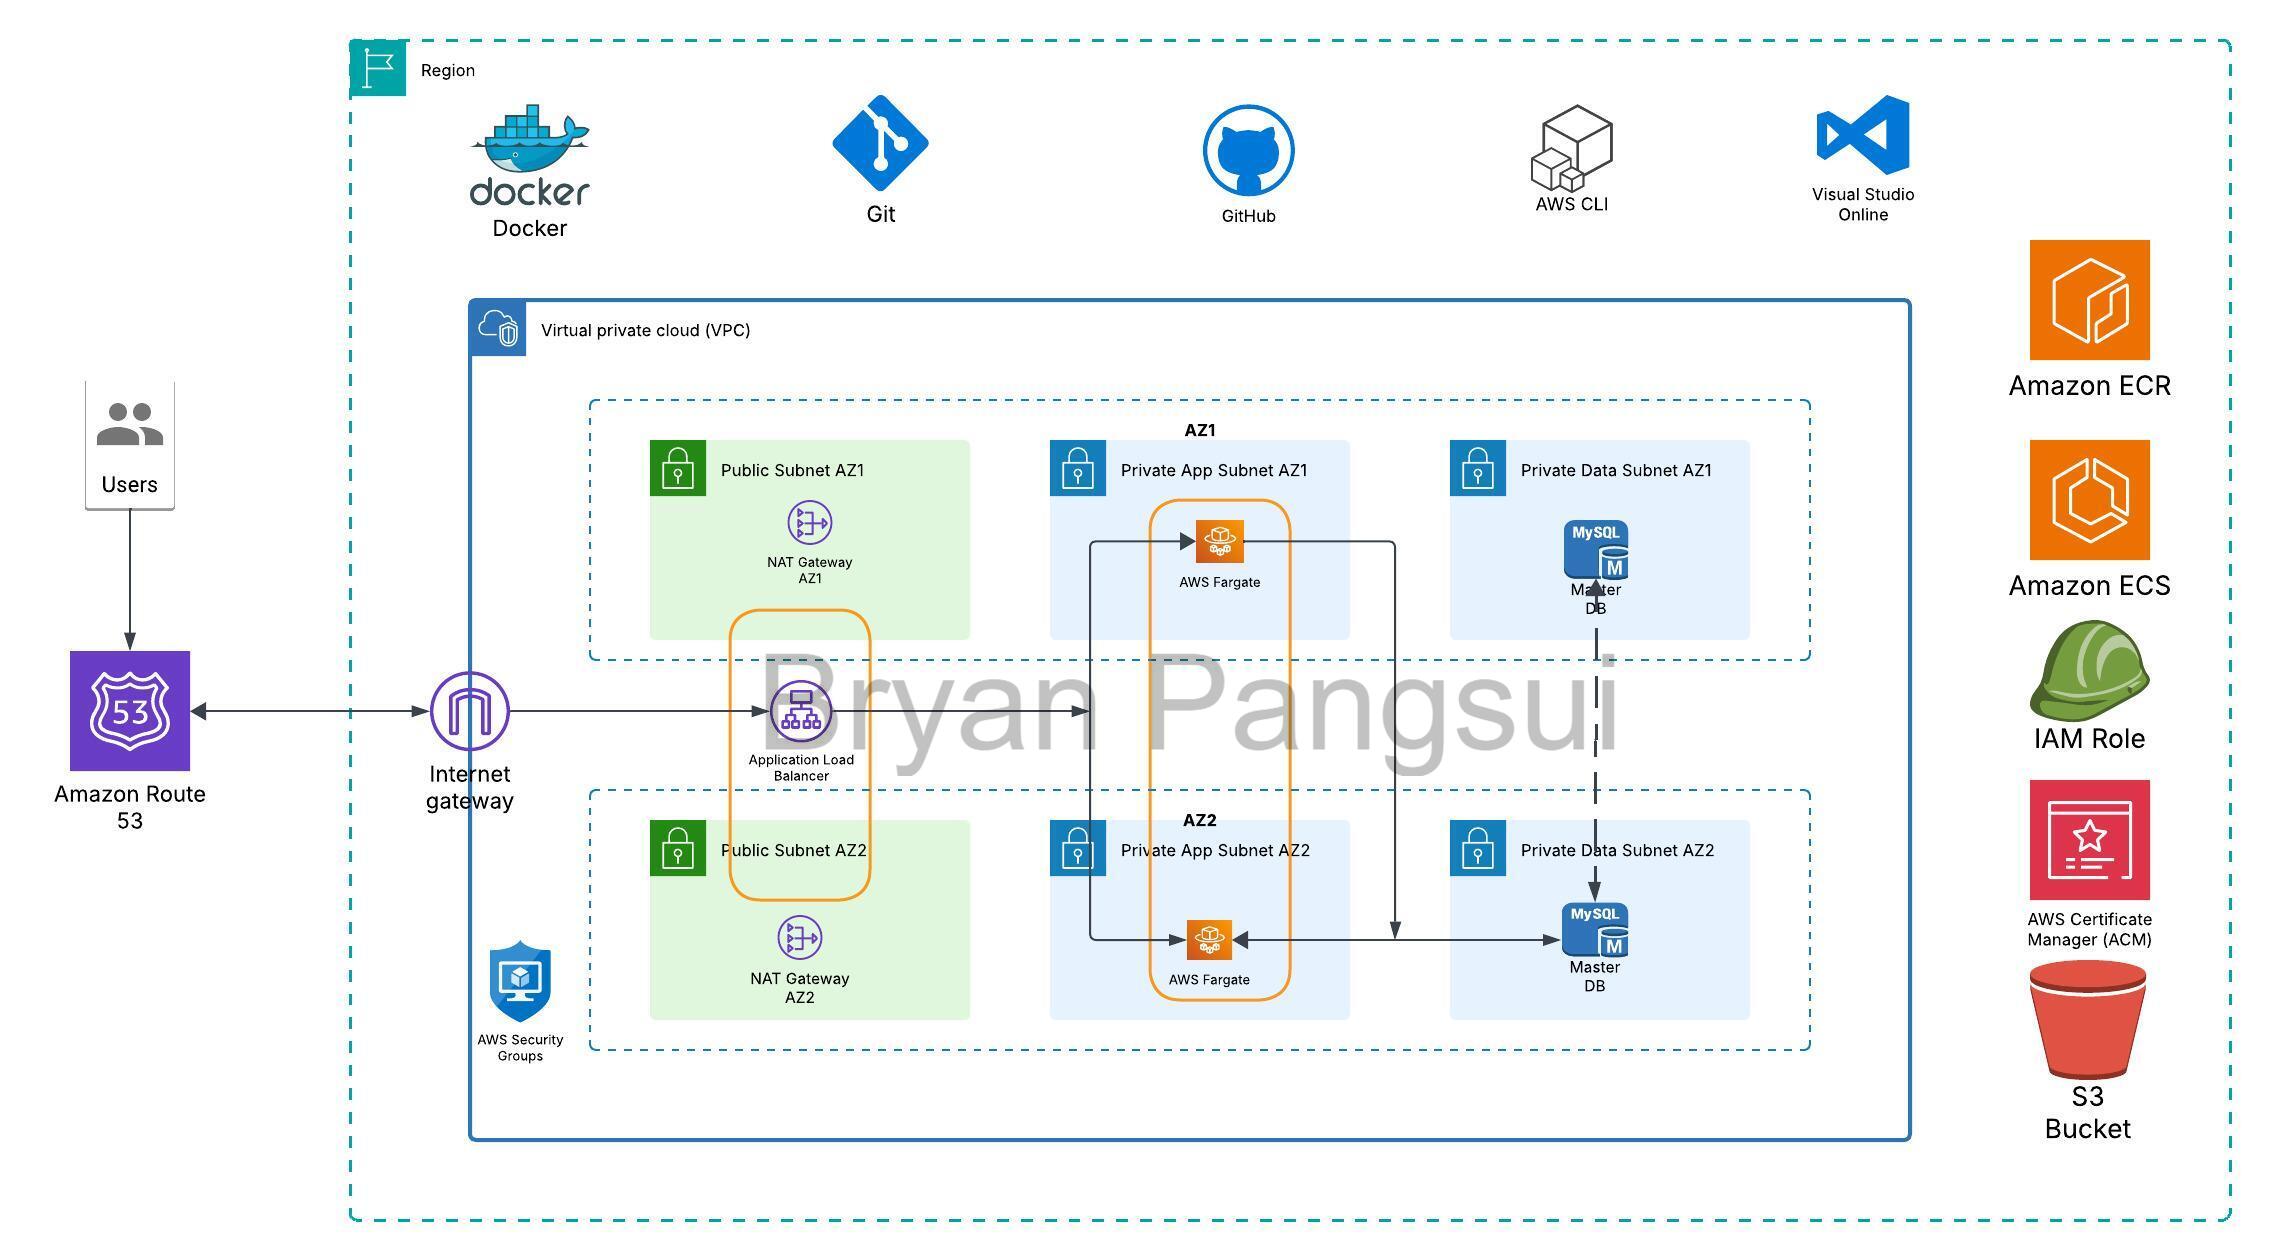 Region
docker
Docker
Git
GitHub
AWS CLI
Visual Studio
Online
Amazon ECR
Virtual private cloud (VPC)
Users
AZ1
Public Subnet AZ1
Private App Subnet AZ1
Private Data Subnet AZ1
NAT Gateway
AZ1
AWS Fargate
MySQL
M
Master
DB
Amazon ECS
53
Amazon Route
53
Internet
gateway
Application Load
Balancer
Bryan Pangsui
IAM Role
AZ2
Public Subnet AZ2
Private App Subnet AZ2
Private Data Subnet AZ2
NAT Gateway
AZ2
AWS Fargate
MySQL
M
Master
DB
AWS Security
Groups
AWS Certificate
Manager (ACM)
S3
Bucket